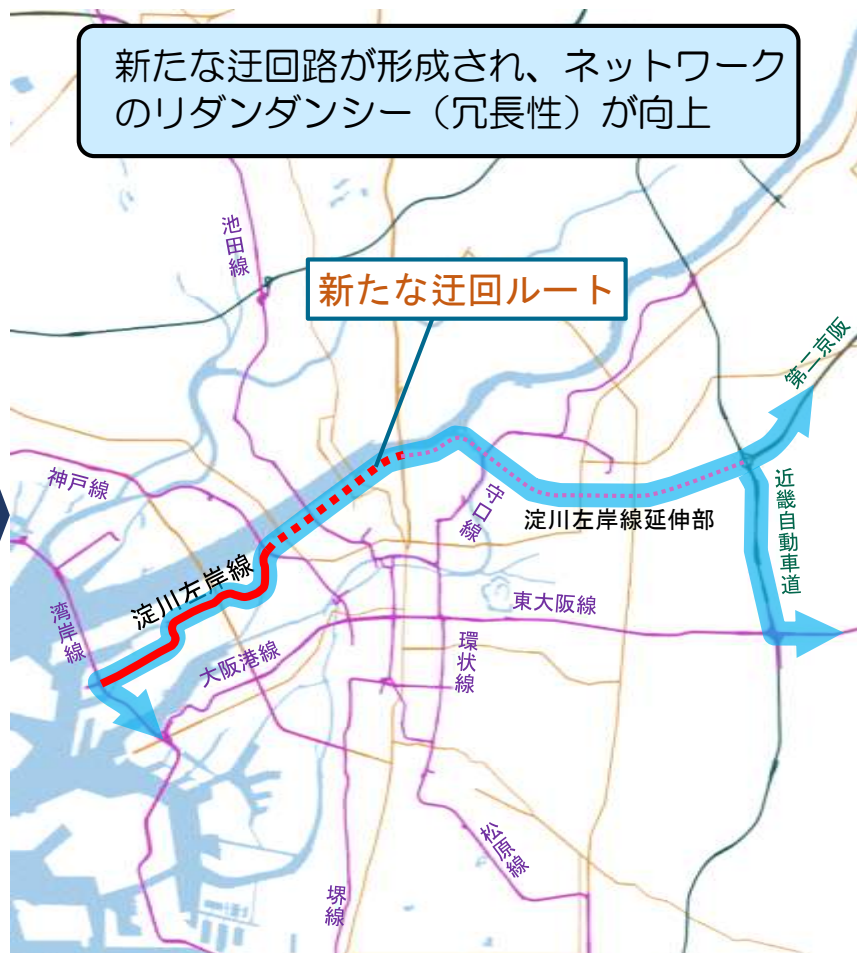 新たな迂回路が形成され、ネットワーク
のリダンダンシー（冗長性）が向上
池田線
新たな迂回ルート
第二京阪
神戸線
守口線
近畿自動車道
淀川左岸線延伸部
淀川左岸線
湾岸線
東大阪線
大阪港線
環状線
松原線
堺線